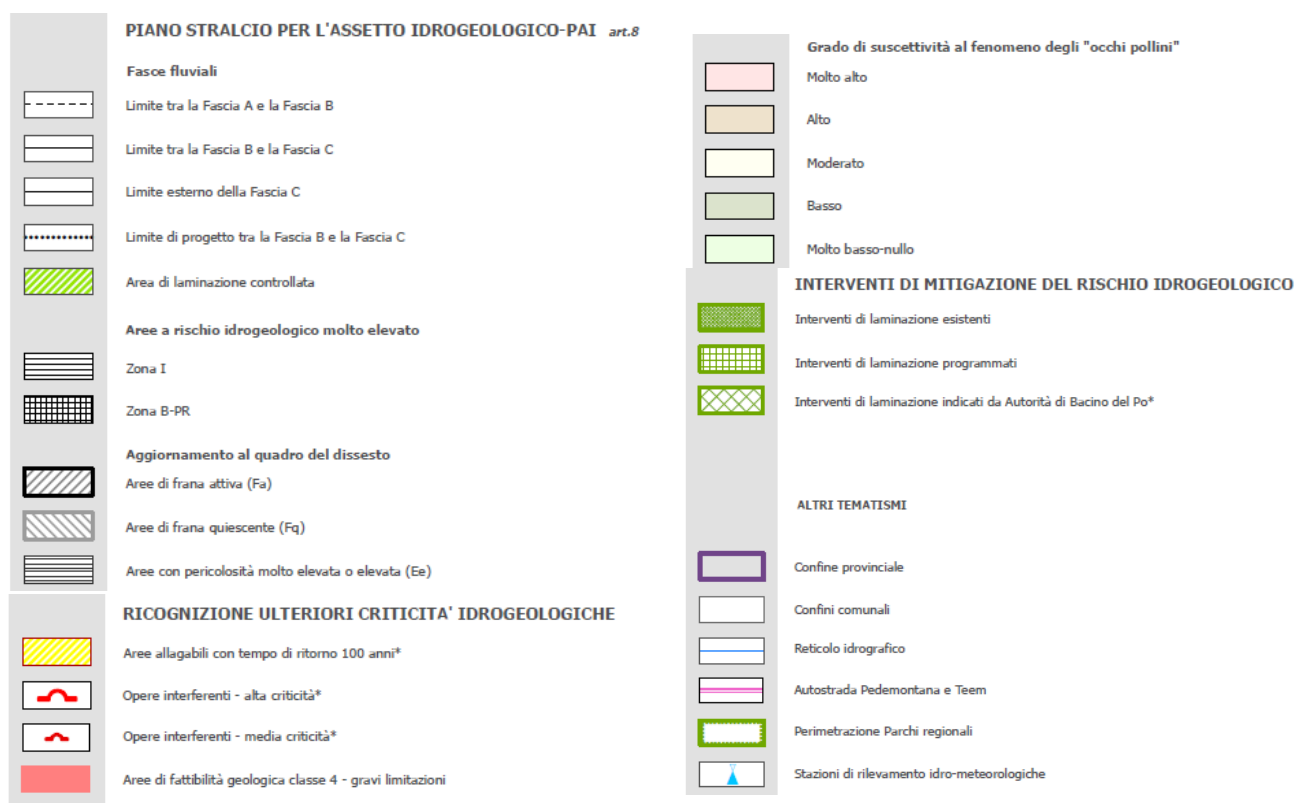 PIANO STRALCIO PER L'ASSETTO IDROGEOLOGICO-PAI art.8
Fasce fluviali
Limite tra la Fascia A e la Fascia B
Limite tra la Fascia B e la Fascia C
Limite esterno della Fascia C
Limite di progetto tra la Fascia B e la Fascia C
Area di laminazione controllata
Aree a rischio idrogeologico molto elevato
Zona I
Zona B-PR
Aggiornamento al quadro del dissesto
Aree di frana attiva (Fa)
Aree di frana quiescente (Fq)
Aree con pericolosità molto elevata o elevata (Ee)
RICOGNIZIONE ULTERIORI CRITICITA' IDROGEOLOGICHE
Aree allagabili con tempo di ritorno 100 anni*
Opere interferenti - alta criticità*
Opere interferenti - media criticità*
Aree di fattibilità geologica classe 4 - gravi limitazioni
Grado di suscettività al fenomeno degli "occhi pollini"
Molto alto
Alto
Moderato
Basso
Molto basso-nullo
INTERVENTI DI MITIGAZIONE DEL RISCHIO IDROGEOLOGICO
Interventi di laminazione esistenti
Interventi di laminazione programmati
Interventi di laminazione indicati da Autorità di Bacino del Po*
ALTRI TEMATISMI
Confine provinciale
Confini comunali
Reticolo idrografico
Autostrada Pedemontana e Teem
Perimetrazione Parchi regionali
Stazioni di rilevamento idro-meteorologiche